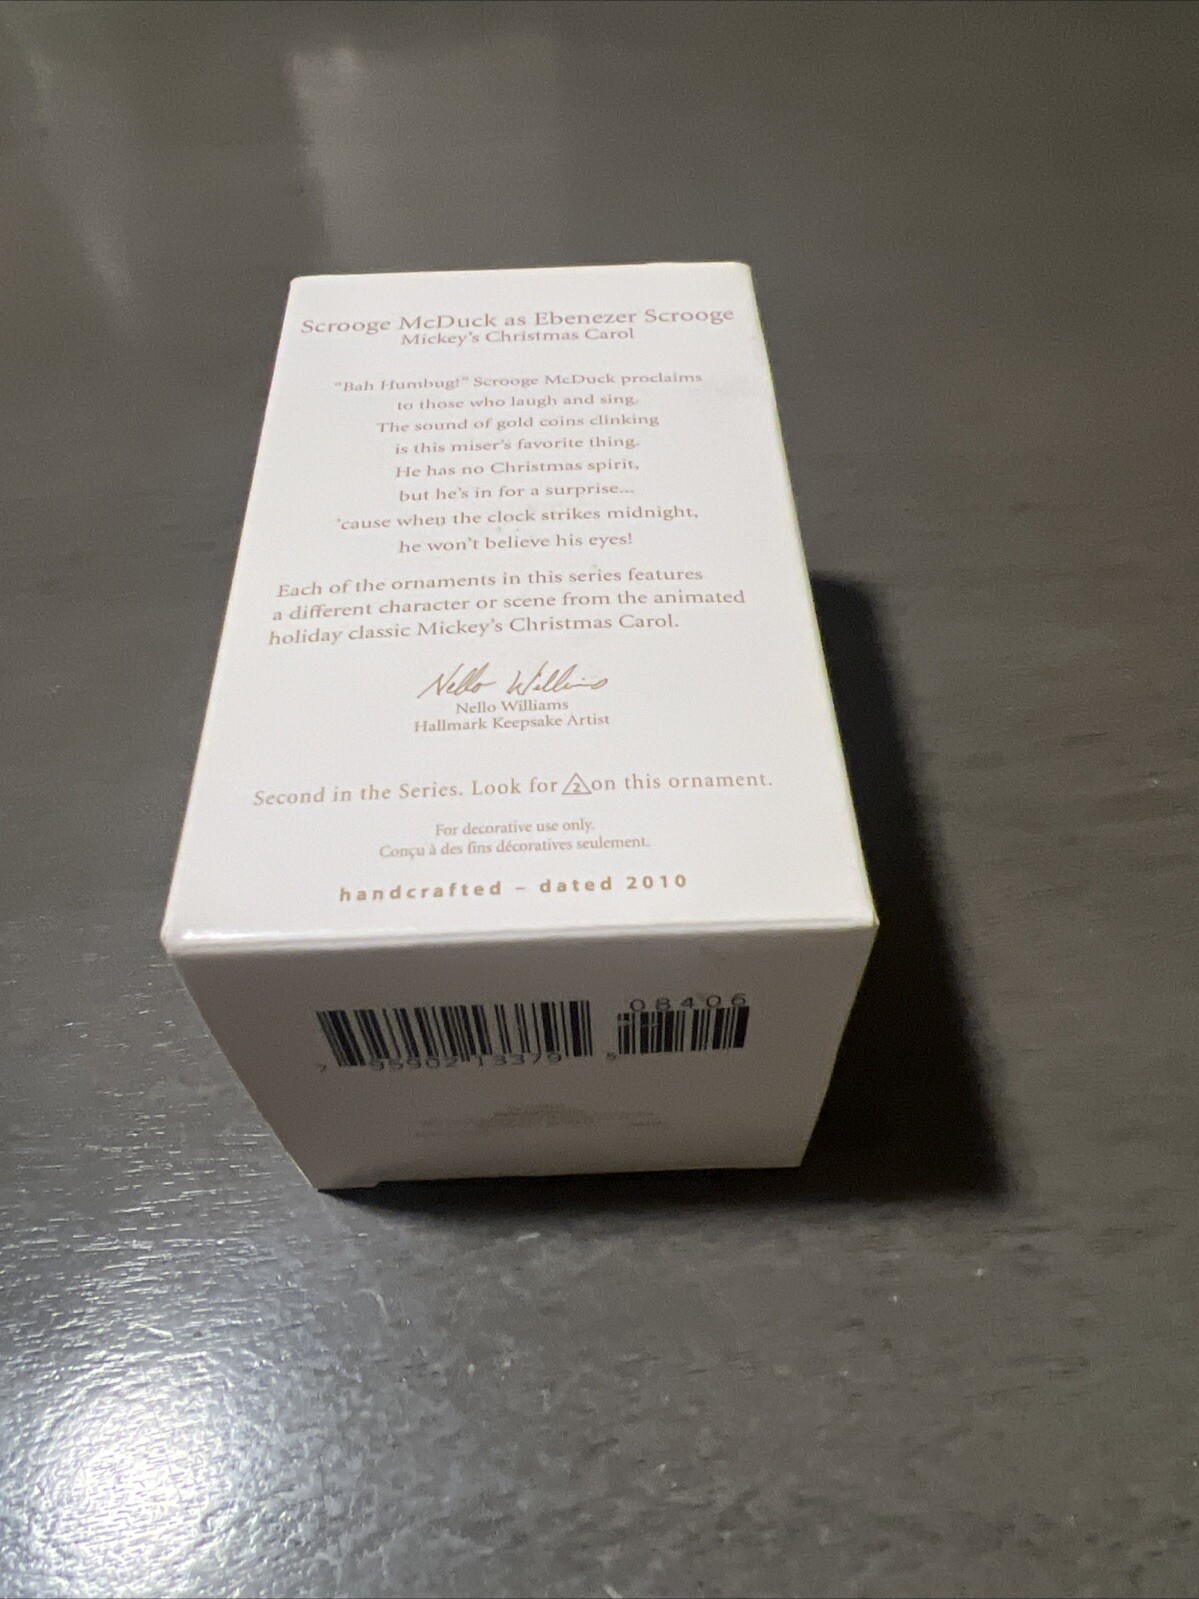 Scrooge McDuck as Ebenezer Scrooge
Mickey's Christmas Carol
"Bah Humbug!" Scrooge McDuck proclaims
to those who laugh and sing.
The sound of gold coins clinking
is this miser's favorite thing.
He has no Christmas spirit,
but he's in for a surprise...
'cause when the clock strikes midnight,
he won't believe his eyes!
Each of the ornaments in this series features
a different character or scene from the animated
holiday classic Mickey's Christmas Carol.
Nello Williams
Nello Williams
Hallmark Keepsake Artist
Second in the Series. Look for 2 on this ornament.
For decorative use only.
Conçu à des fins décoratives seulement.
handcrafted – dated 2010
08406
7 95902 13379 5